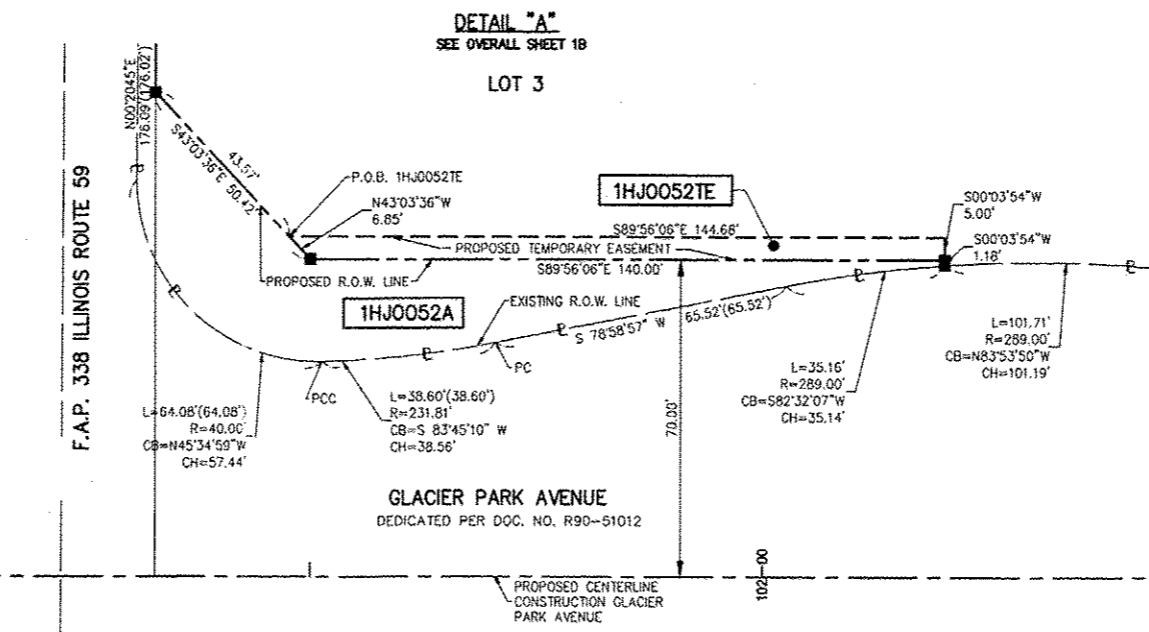 DETAIL "A"
SEE OVERALL SHEET 1B
LOT 3
N00°20'45"E
176.09'(176.02')
S43°03'36"E 50.42'
43.57'
F.A.P. 338 ILLINOIS ROUTE 59
P.O.B. 1HJ0052TE
N43°03'36"W
6.85'
1HJ0052TE
S89°56'06"E 144.68'
PROPOSED TEMPORARY EASEMENT
S89°56'06"E 140.00'
S00°03'54"W
5.00'
S00°03'54"W
1.18'
PROPOSED R.O.W. LINE
1HJ0052A
EXISTING R.O.W. LINE
S 78°58'57" W
65.52'(65.52')
PC
PCC
L=64.08'(64.08')
R=40.00'
CB=N45°34'59"W
CH=57.44'
L=38.60'(38.60')
R=231.81'
CB=S 83°45'10" W
CH=38.56'
70.00'
L=35.16'
R=289.00'
CB=S82°32'07"W
CH=35.14'
L=101.71'
R=289.00'
CB=N83°53'50"W
CH=101.19'
GLACIER PARK AVENUE
DEDICATED PER DOC. NO. R90-51012
PROPOSED CENTERLINE
CONSTRUCTION GLACIER
PARK AVENUE
102+00